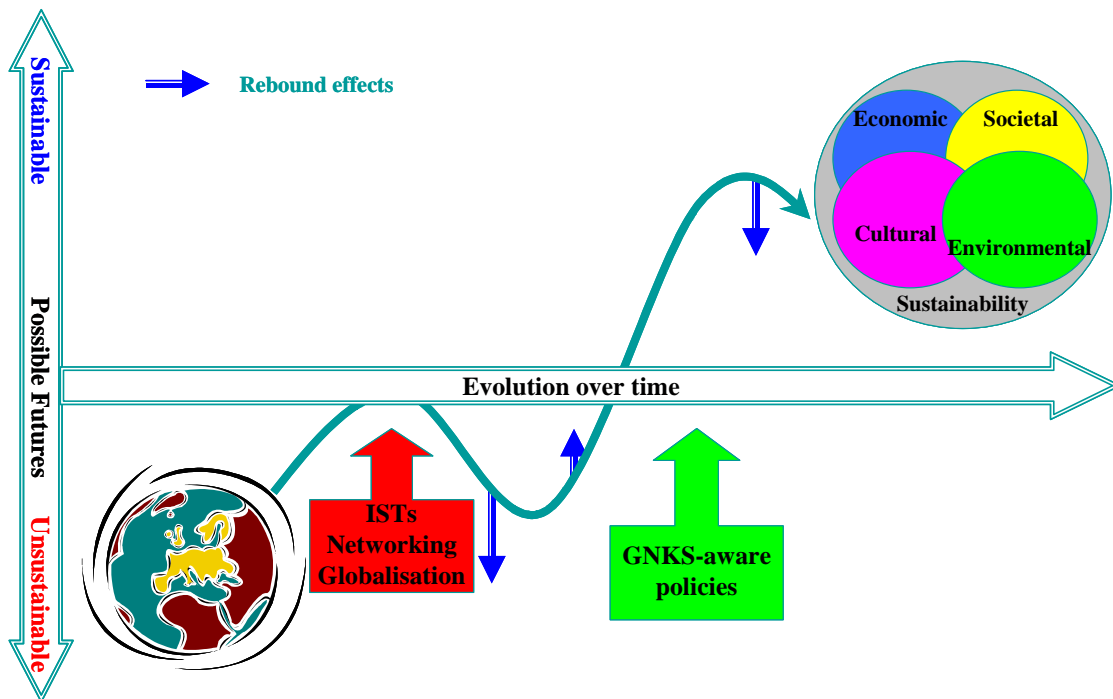 Sustainable
Possible Futures
Unsustainable
Rebound effects
Economic
Societal
Cultural
Environmental
Sustainability
Evolution over time
ISTs
Networking
Globalisation
GNKS-aware
policies